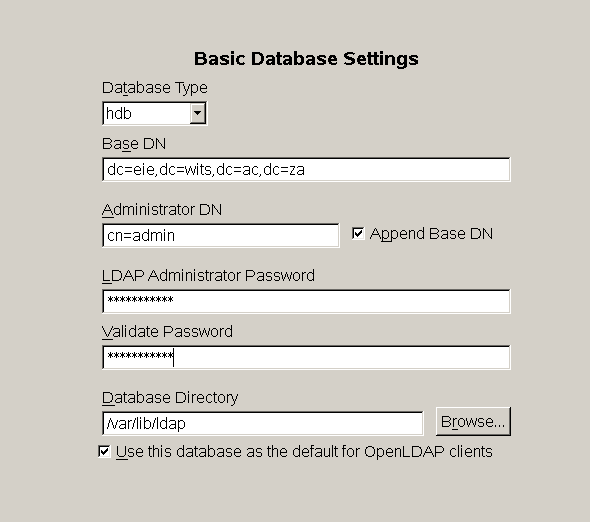 Basic Database Settings
Database Type
hdb
Base DN
dc=eie,dc=wits,dc=ac,dc=za
Administrator DN
cn=admin
Append Base DN
LDAP Administrator Password
***********
Validate Password
***********
Database Directory
/var/lib/ldap
Browse...
Use this database as the default for OpenLDAP clients